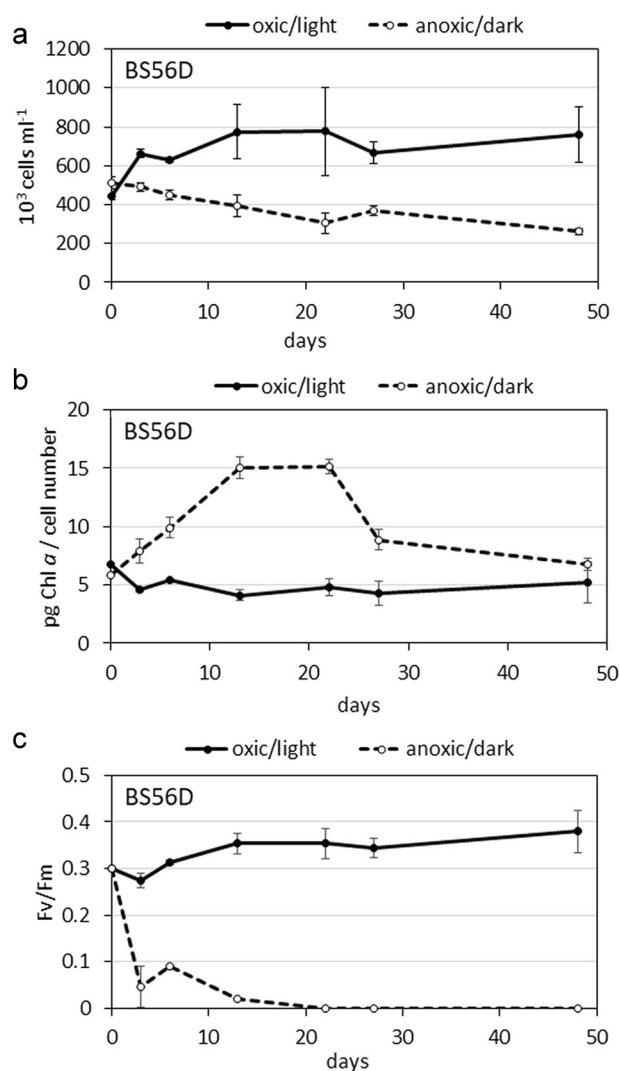 a
oxic/light anoxic/dark
BS56D
10³ cells ml⁻¹
1200
1000
800
600
400
200
0
0 10 20 30 40 50
days
b
oxic/light anoxic/dark
BS56D
pg Chl a / cell number
20
15
10
5
0
0 10 20 30 40 50
days
c
oxic/light anoxic/dark
BS56D
Fv/Fm
0.5
0.4
0.3
0.2
0.1
0
0 10 20 30 40 50
days